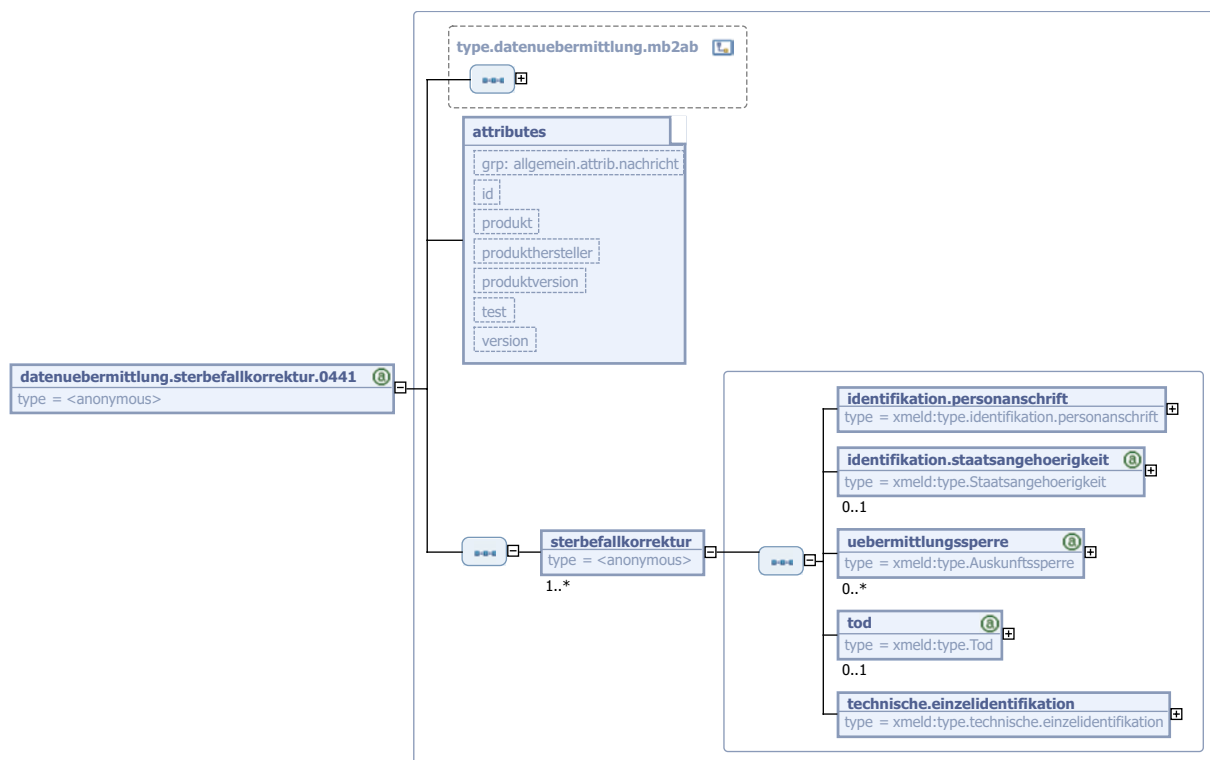 type.datenuebermittlung.mb2ab
attributes
grp: allgemein.attrib.nachricht
id
produkt
produkthersteller
produktversion
test
version
datenuebermittlung.sterbefallkorrektur.0441
type = <anonymous>
sterbefallkorrektur
type = <anonymous>
1..*
identifikation.personanschrift
type = xmeld:type.identifikation.personanschrift
identifikation.staatsangehoerigkeit
type = xmeld:type.Staatsangehoerigkeit
0..1
uebermittlungssperre
type = xmeld:type.Auskunftssperre
0..*
tod
type = xmeld:type.Tod
0..1
technische.einzelidentifikation
type = xmeld:type.technische.einzelidentifikation